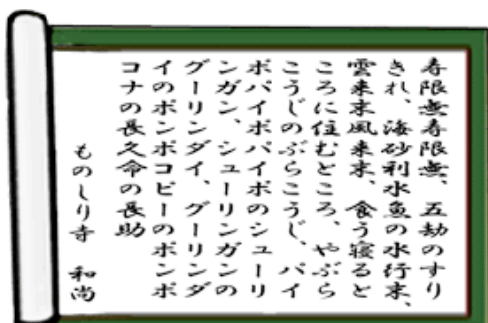 寿限無寿限無、五劫のすり
きれ、海砂利水魚の水行末、
雲来末風来末、食う寝ると
ころに住むところ、やぶら
こうじのぶらこうじ、パイ
ポパイポパイポのシューリ
ンガン、シューリンガンの
グーリンダイ、グーリンダ
イのポンポコピーのポンポ
コナの長久命の長助
ものしり寺 和尚